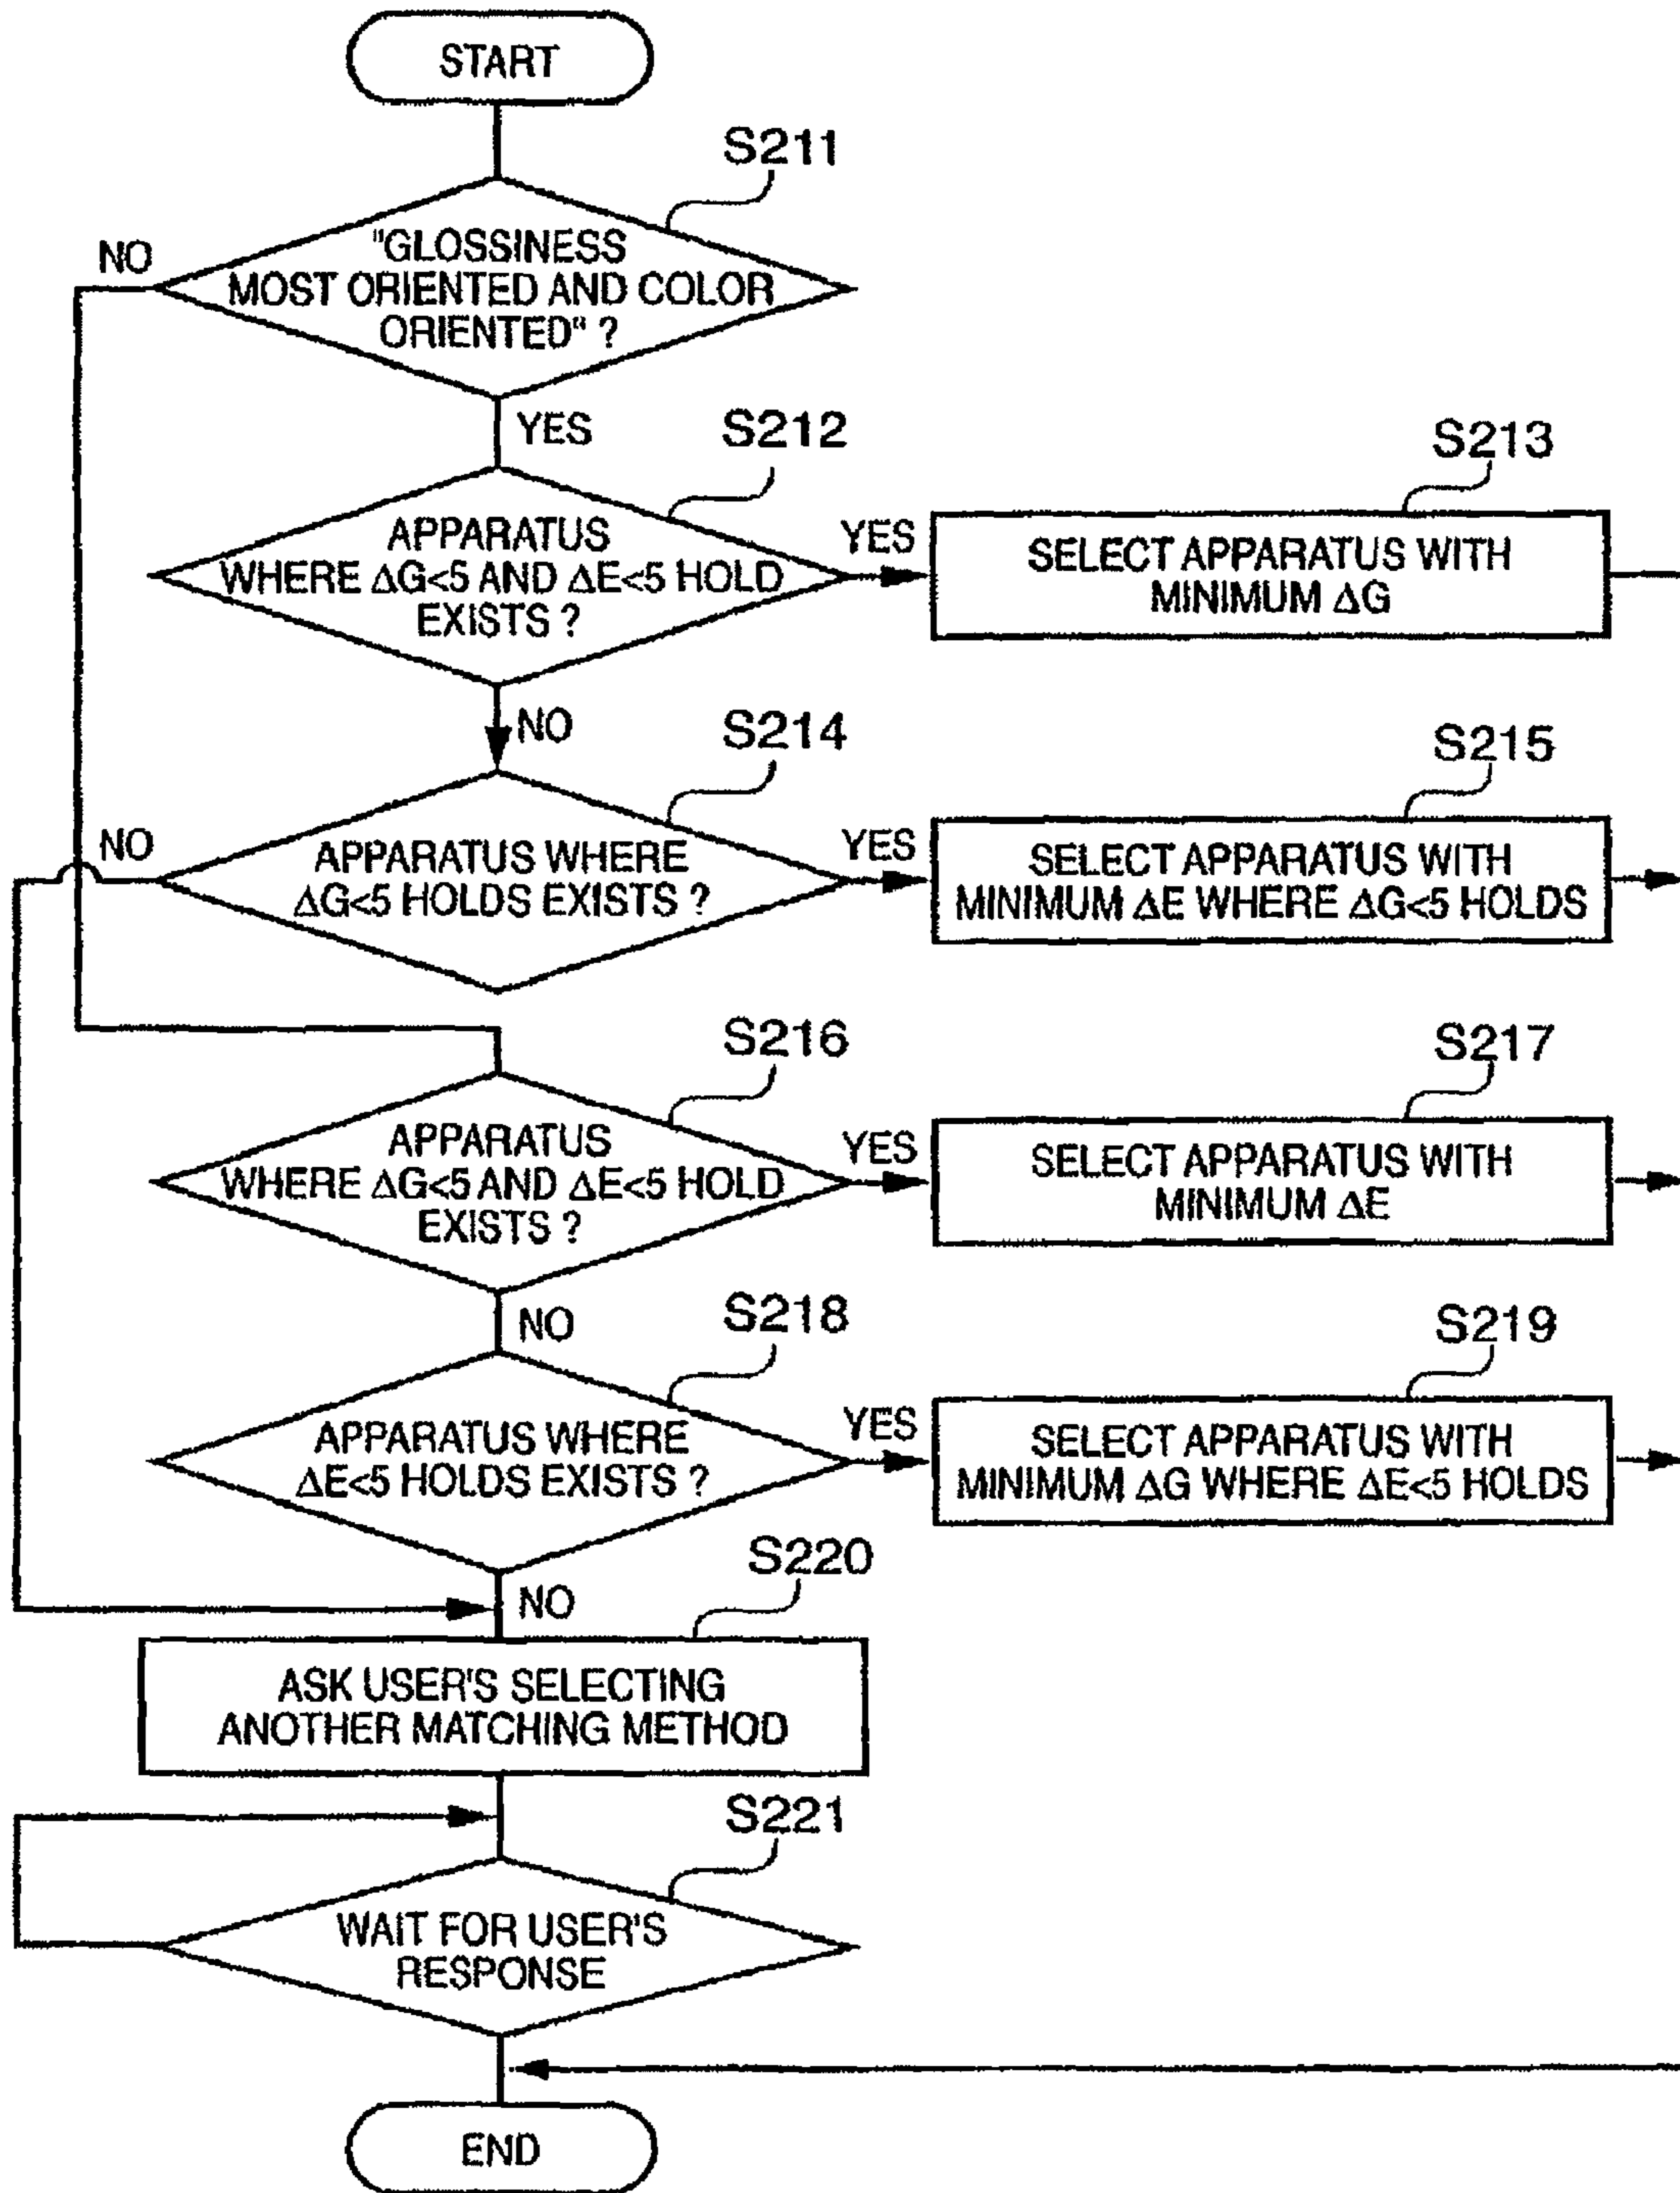 START
S211
"GLOSSINESS
MOST ORIENTED AND COLOR
ORIENTED" ?
NO
YES
S212
APPARATUS
WHERE ΔG<5 AND ΔE<5 HOLD
EXISTS ?
YES
S213
SELECT APPARATUS WITH
MINIMUM ΔG
NO
S214
APPARATUS WHERE
ΔG<5 HOLDS EXISTS ?
NO
YES
S215
SELECT APPARATUS WITH
MINIMUM ΔE WHERE ΔG<5 HOLDS
S216
APPARATUS
WHERE ΔG<5 AND ΔE<5 HOLD
EXISTS ?
YES
S217
SELECT APPARATUS WITH
MINIMUM ΔE
NO
S218
APPARATUS WHERE
ΔE<5 HOLDS EXISTS ?
YES
S219
SELECT APPARATUS WITH
MINIMUM ΔG WHERE ΔE<5 HOLDS
NO
S220
ASK USER'S SELECTING
ANOTHER MATCHING METHOD
S221
WAIT FOR USER'S
RESPONSE
END